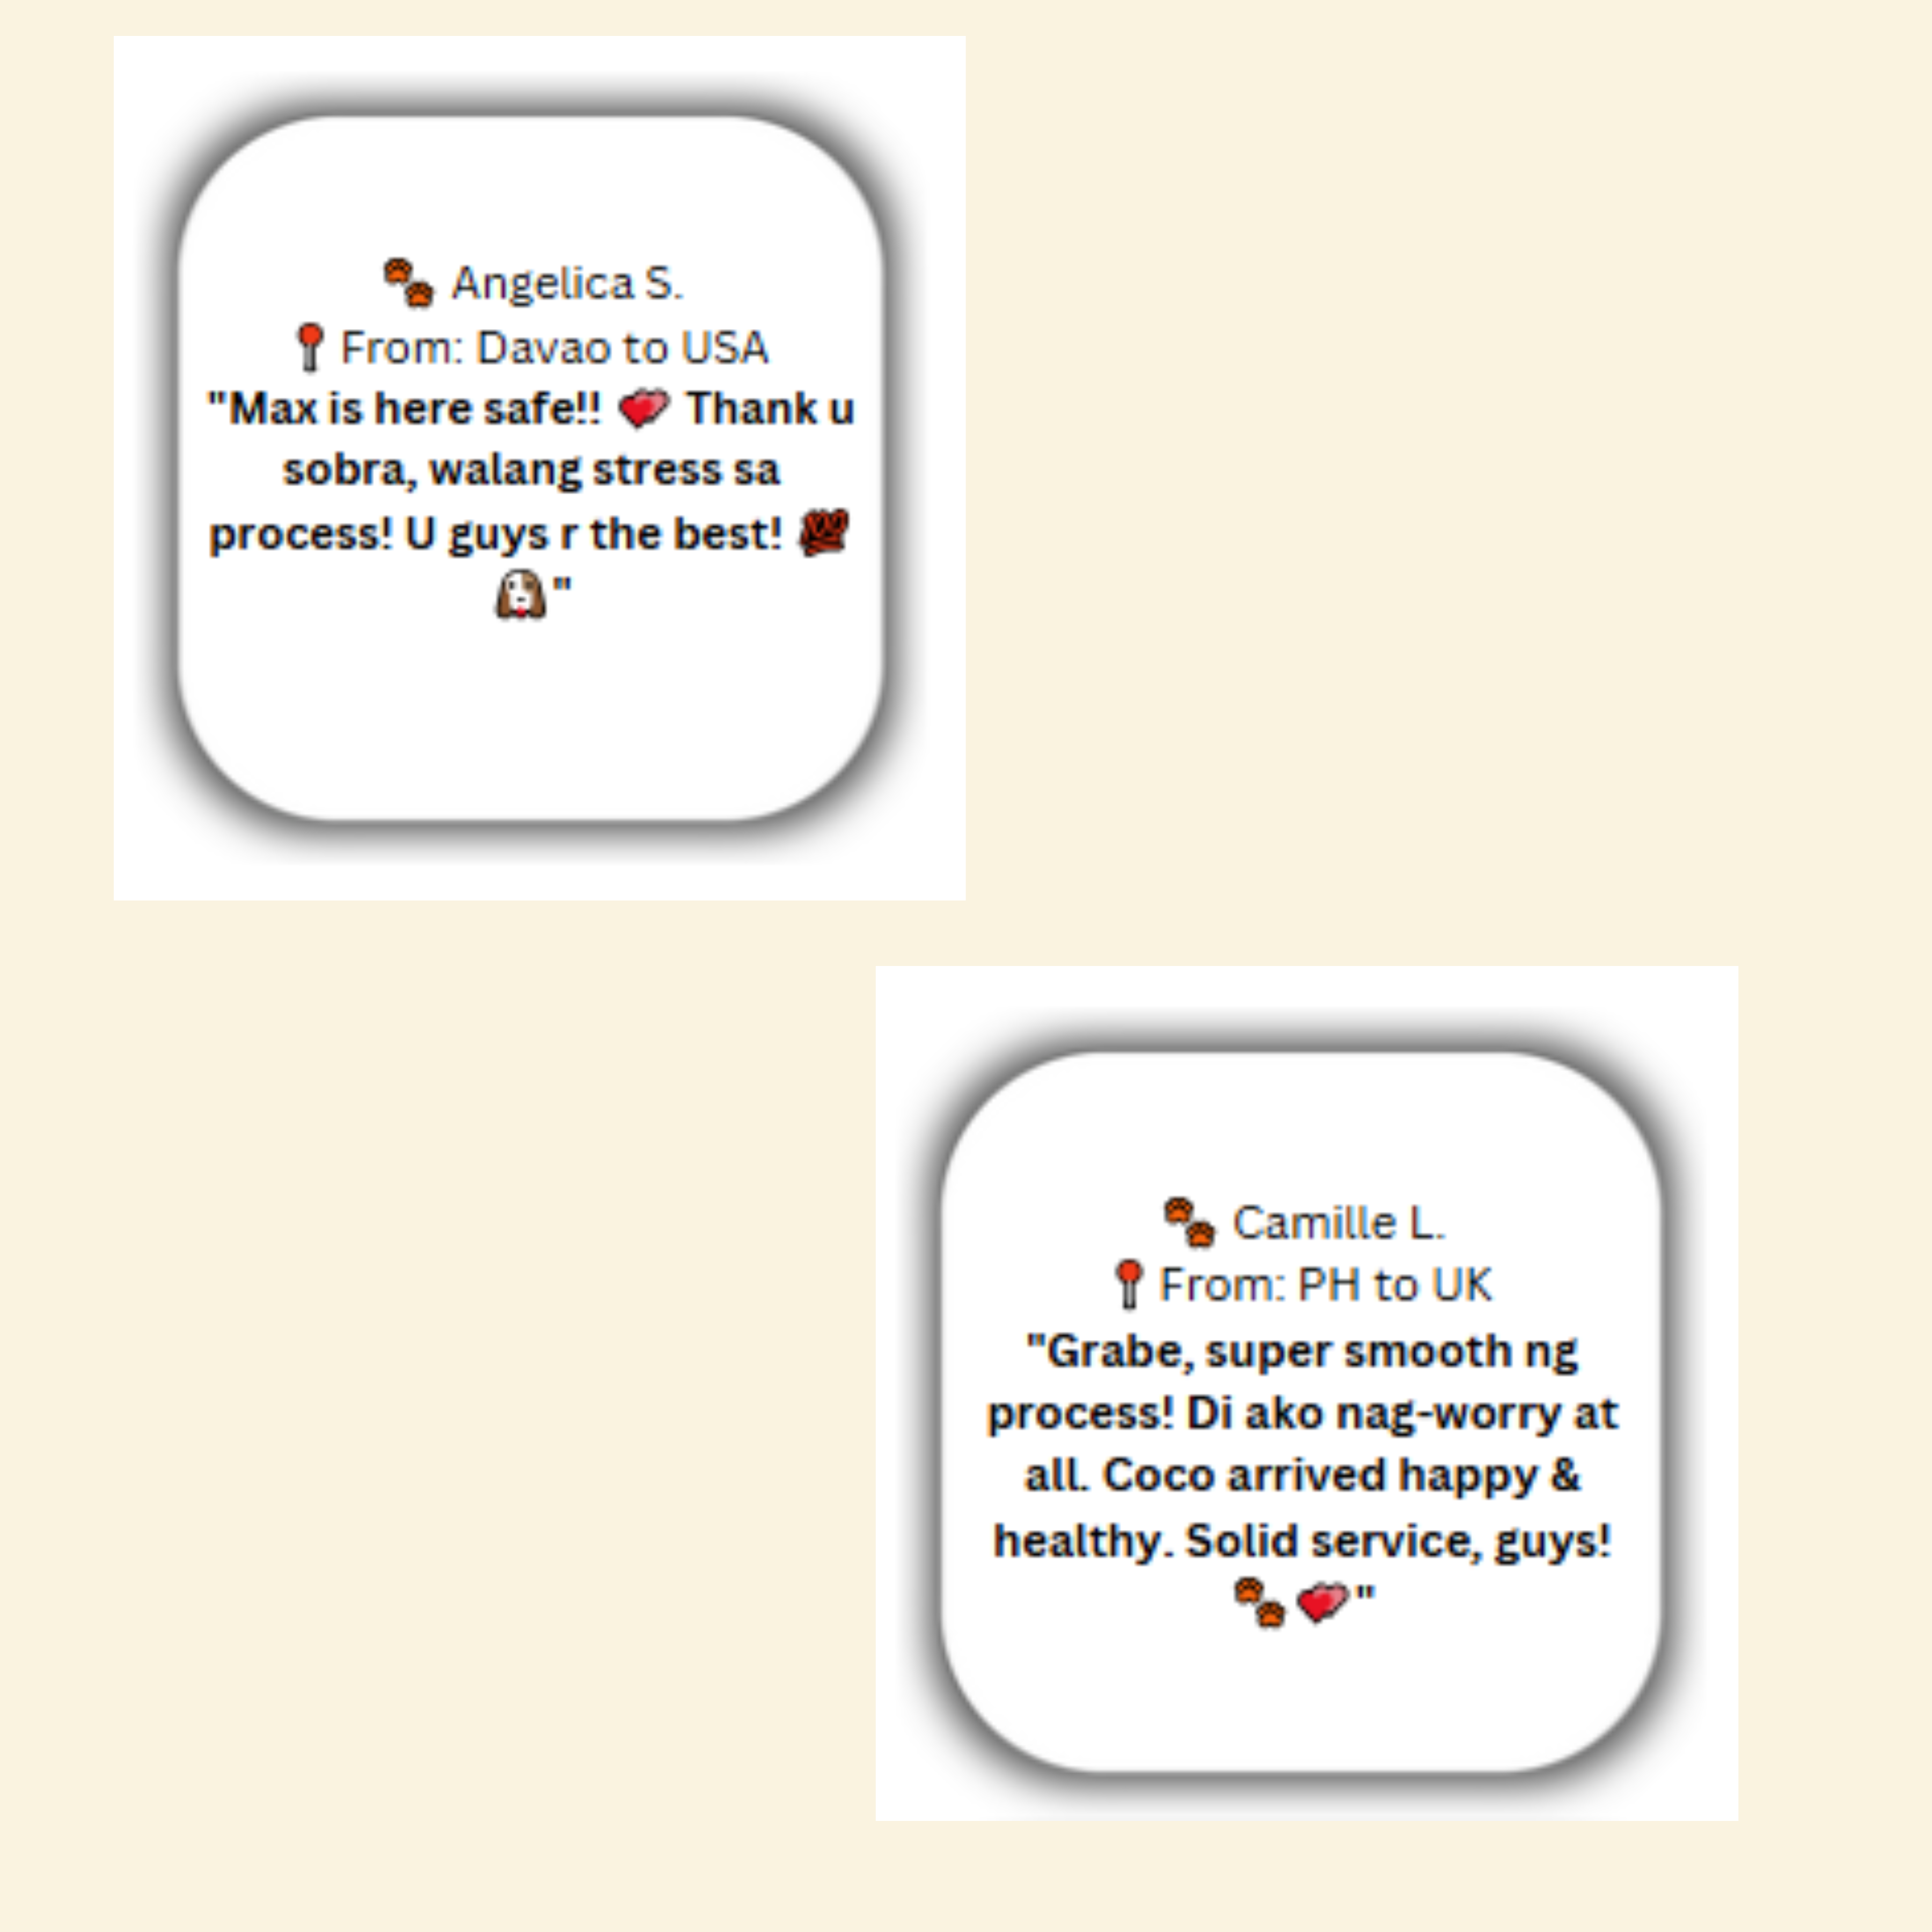 🐾 Angelica S.
📍From: Davao to USA
"Max is here safe!! 💕 Thank u
sobra, walang stress sa
process! U guys r the best! 💯
🐶"
🐾 Camille L.
📍From: PH to UK
"Grabe, super smooth ng
process! Di ako nag-worry at
all. Coco arrived happy &
healthy. Solid service, guys!
🐾💕"